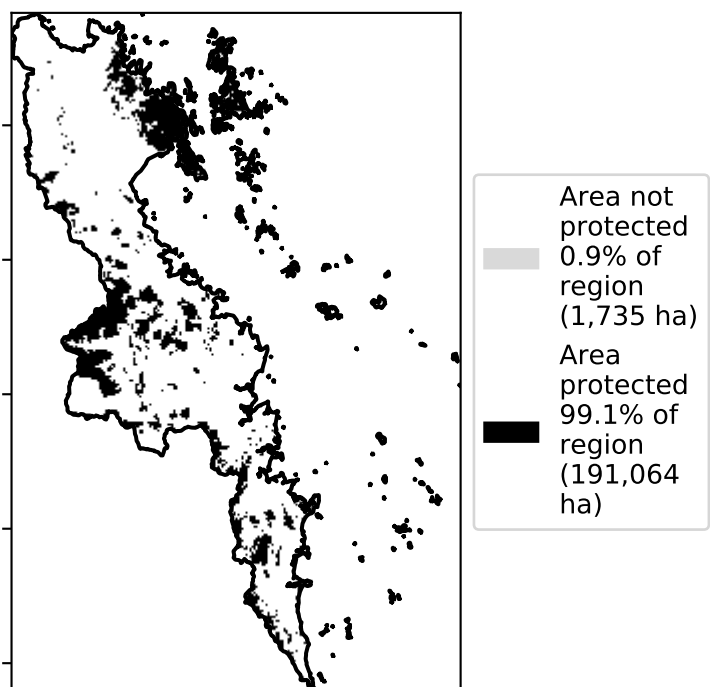 Area not
protected
0.9% of
region
(1,735 ha)
Area
protected
99.1% of
region
(191,064
ha)